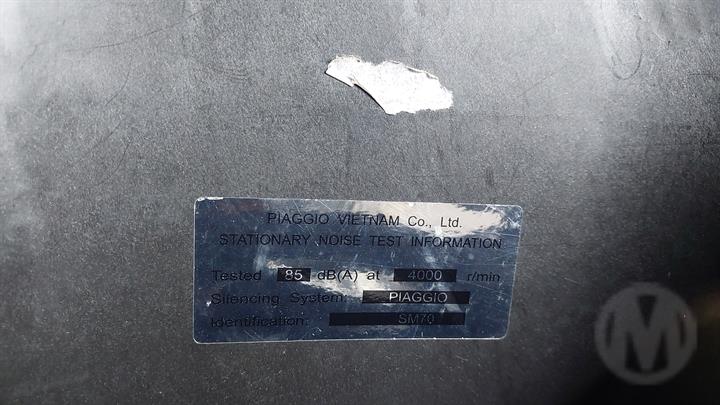 PIAGGIO VIETNAM Co., Ltd.
STATIONARY NOISE TEST INFORMATION
Tested 85 dB(A) at 4000 r/min
Silencing System: PIAGGIO
Identification: SM70
M